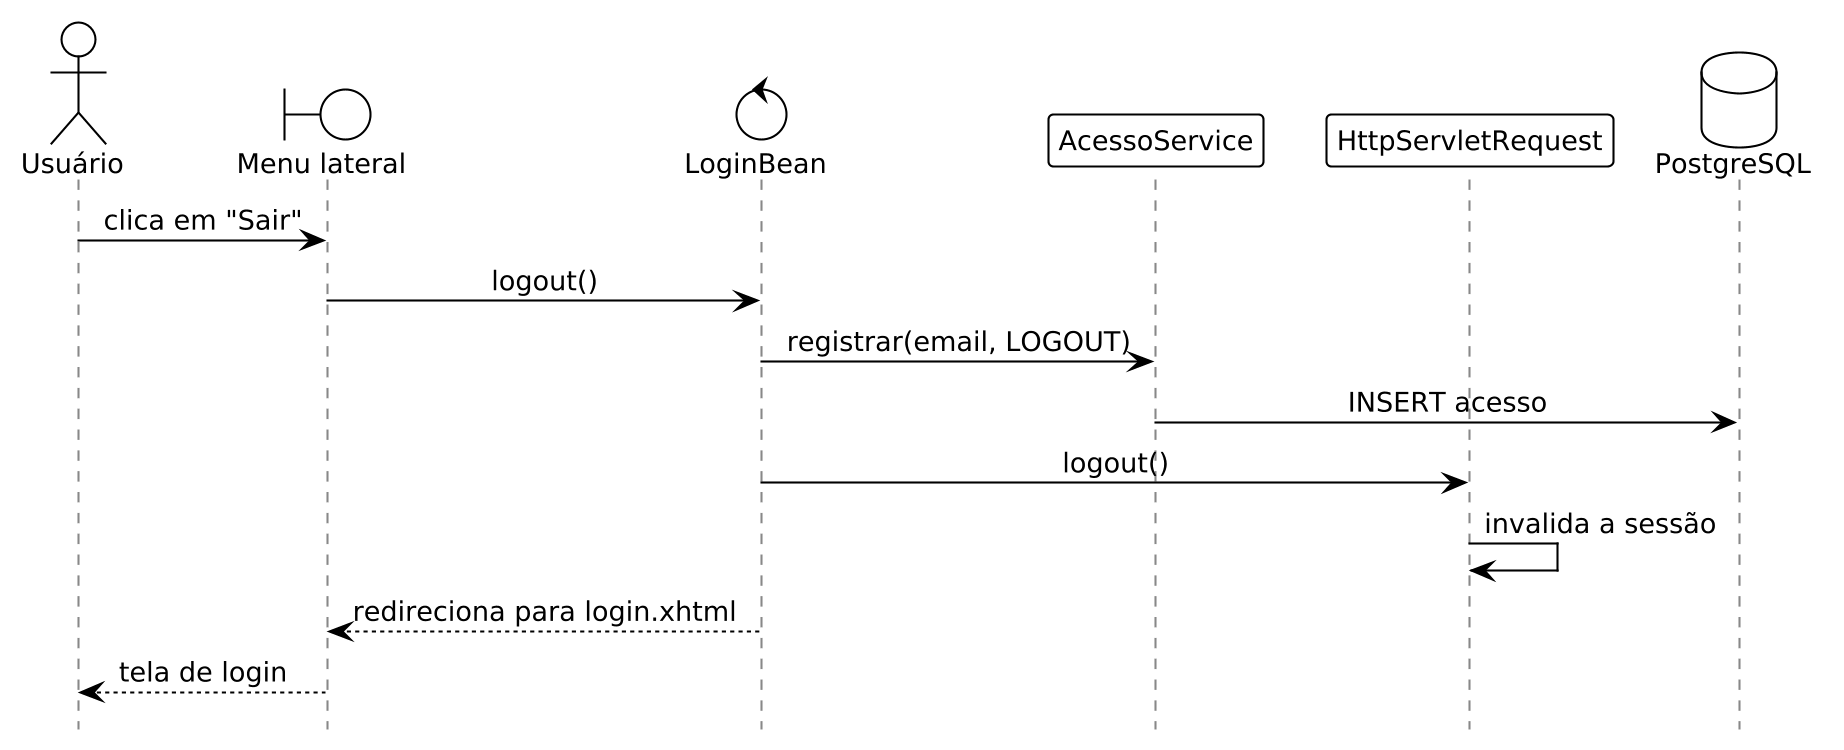 Usuário
Menu lateral
LoginBean
AcessoService
HttpServletRequest
PostgreSQL
clica em "Sair"
logout()
registrar(email, LOGOUT)
INSERT acesso
logout()
invalida a sessão
redireciona para login.xhtml
tela de login